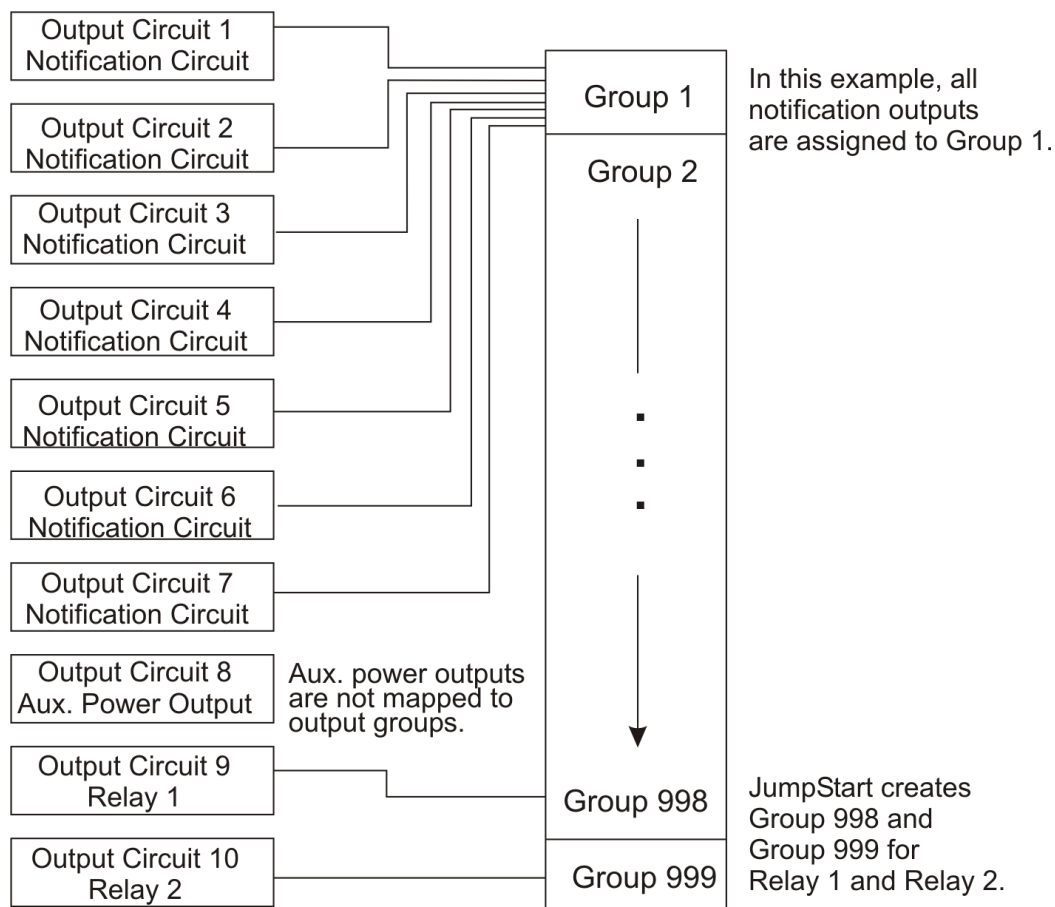 Output Circuit 1
Notification Circuit
Output Circuit 2
Notification Circuit
Output Circuit 3
Notification Circuit
Output Circuit 4
Notification Circuit
Output Circuit 5
Notification Circuit
Output Circuit 6
Notification Circuit
Output Circuit 7
Notification Circuit
Output Circuit 8
Aux. Power Output
Output Circuit 9
Relay 1
Output Circuit 10
Relay 2
Aux. power outputs
are not mapped to
output groups.
Group 1
Group 2
Group 998
Group 999
In this example, all
notification outputs
are assigned to Group 1.
JumpStart creates
Group 998 and
Group 999 for
Relay 1 and Relay 2.